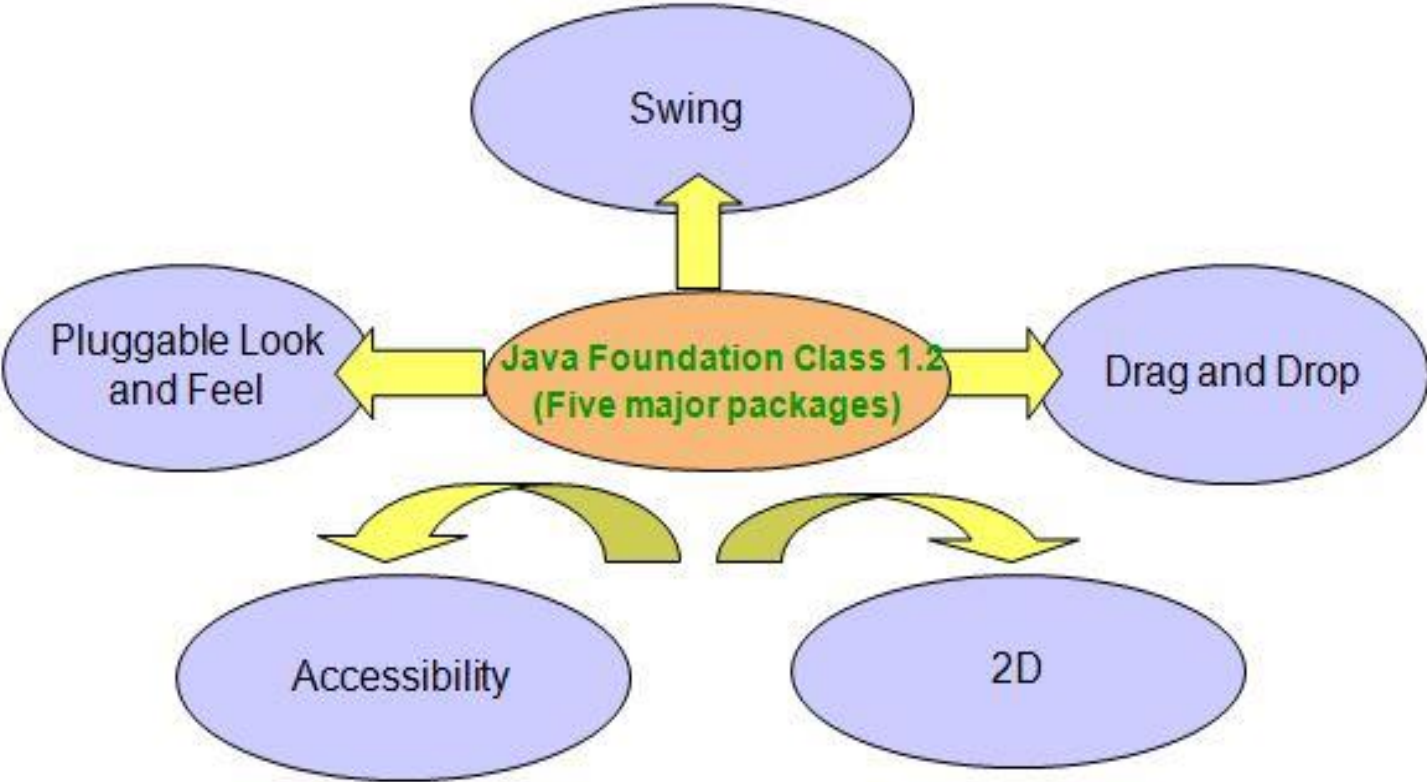 Swing
Pluggable Look
and Feel
Java Foundation Class 1.2
(Five major packages)
Drag and Drop
Accessibility
2D